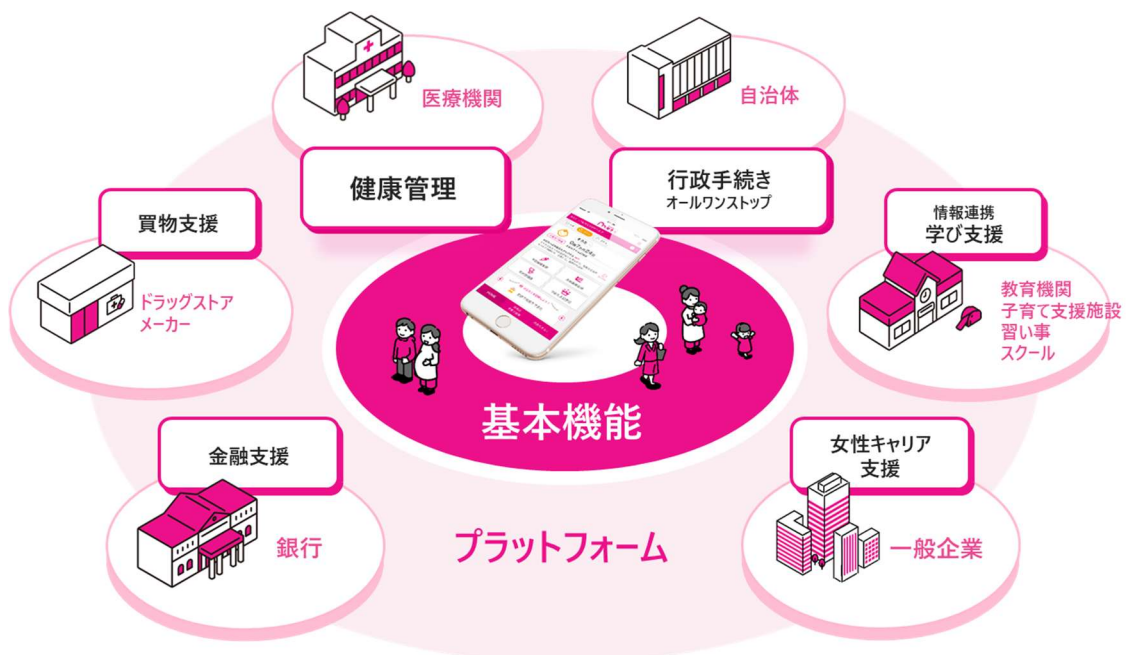 医療機関
自治体
健康管理
行政手続き
オールワンストップ
買物支援
ドラッグストア
メーカー
情報連携
学び支援
教育機関
子育て支援施設
習い事
スクール
基本機能
金融支援
銀行
女性キャリア
支援
一般企業
プラットフォーム